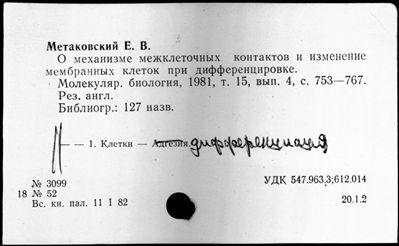 Метаковский Е. В.
О механизме межклеточных контактов и изменение
мембранных клеток при дифференцировке.
Молекуляр. биология, 1981, т. 15, вып. 4, с. 753—767.
Рез. англ.
Библиогр.: 127 назв.
— 1. Клетки — Адгезия. дифференциация
№ 3099
УДК 547.963.3;612.014
18 № 52
Вс. кн. пал. 11 I 82
20.1.2